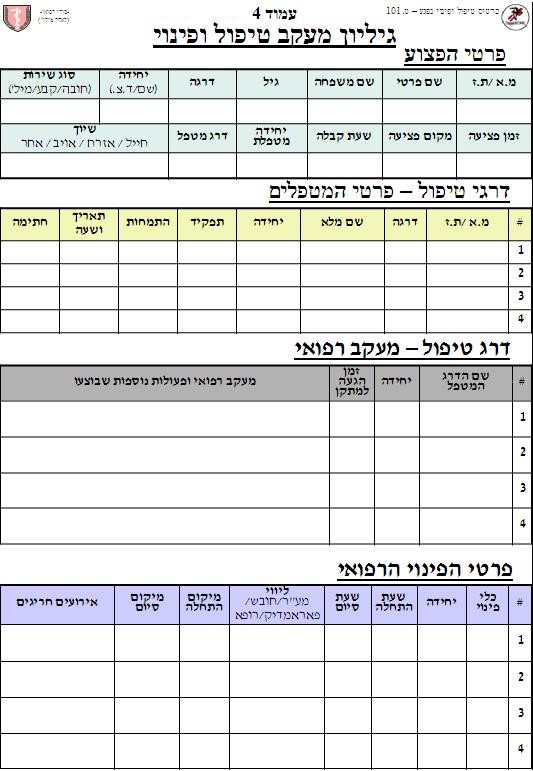 כרטיס טיפול ופינוי נפגע – ט.101
עמוד 4
-סודי רפואי-
(לאחר מילוי)
גיליון מעקב טיפול ופינוי
פרטי הפצוע
מ.א /ת.ז
שם פרטי
שם משפחה
גיל
דרגה
יחידה
(שם/ד.צ.)
סוג שירות
(חובה/קבע/מיל')
זמן פציעה
מקום פציעה
שעת קבלה
יחידה
מטפלת
דרג מטפל
שיוך
חייל / אזרח / אויב / אחר
דרגי טיפול – פרטי המטפלים
#
מ.א /ת.ז
דרגה
שם מלא
יחידה
תפקיד
התמחות
תאריך
ושעה
חתימה
1
2
3
4
דרג טיפול – מעקב רפואי
#
שם הדרג
המטפל
יחידה
זמן
הגעה
למתקן
מעקב רפואי ופעולות נוספות שבוצעו
1
2
3
4
פרטי הפינוי הרפואי
#
כלי
פינוי
יחידה
שעת
התחלה
שעת
סיום
ליווי
מע"ר/חובש/
פאראמדיק/רופא
מיקום
התחלה
מיקום
סיום
אירועים חריגים
1
2
3
4